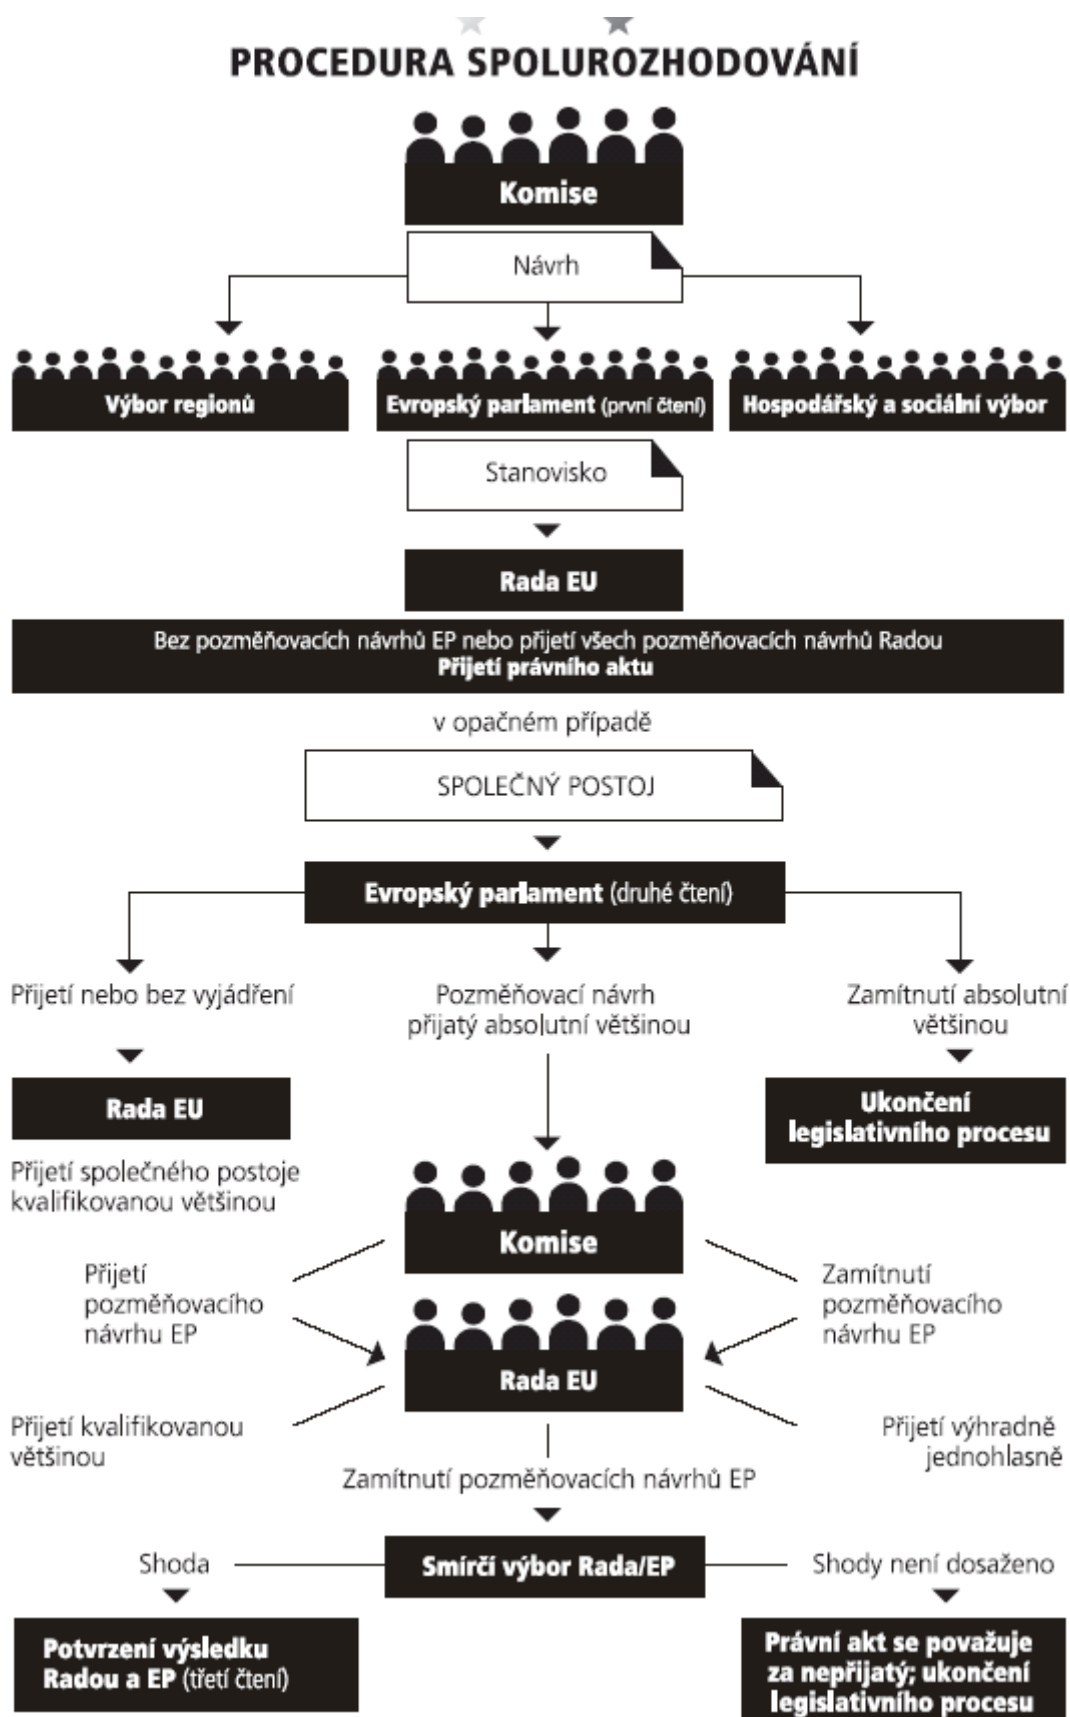 PROCEDURA SPOLUROZHODOVÁNÍ
Komise
Návrh
Výbor regionů
Evropský parlament (první čtení)
Hospodářský a sociální výbor
Stanovisko
Rada EU
Bez pozměňovacích návrhů EP nebo přijetí všech pozměňovacích návrhů Radou
Přijetí právního aktu
v opačném případě
SPOLEČNÝ POSTOJ
Evropský parlament (druhé čtení)
Přijetí nebo bez vyjádření
Pozměňovací návrh
přijatý absolutní většinou
Zamítnutí absolutní
většinou
Rada EU
Ukončení
legislativního procesu
Přijetí společného postoje
kvalifikovanou většinou
Komise
Přijetí
pozměňovacího
návrhu EP
Zamítnutí
pozměňovacího
návrhu EP
Rada EU
Přijetí kvalifikovanou
většinou
Přijetí výhradně
jednohlasně
Zamítnutí pozměňovacích návrhů EP
Shoda
Smírčí výbor Rada/EP
Shody není dosaženo
Potvrzení výsledku
Radou a EP (třetí čtení)
Právní akt se považuje
za nepřijatý; ukončení
legislativního procesu